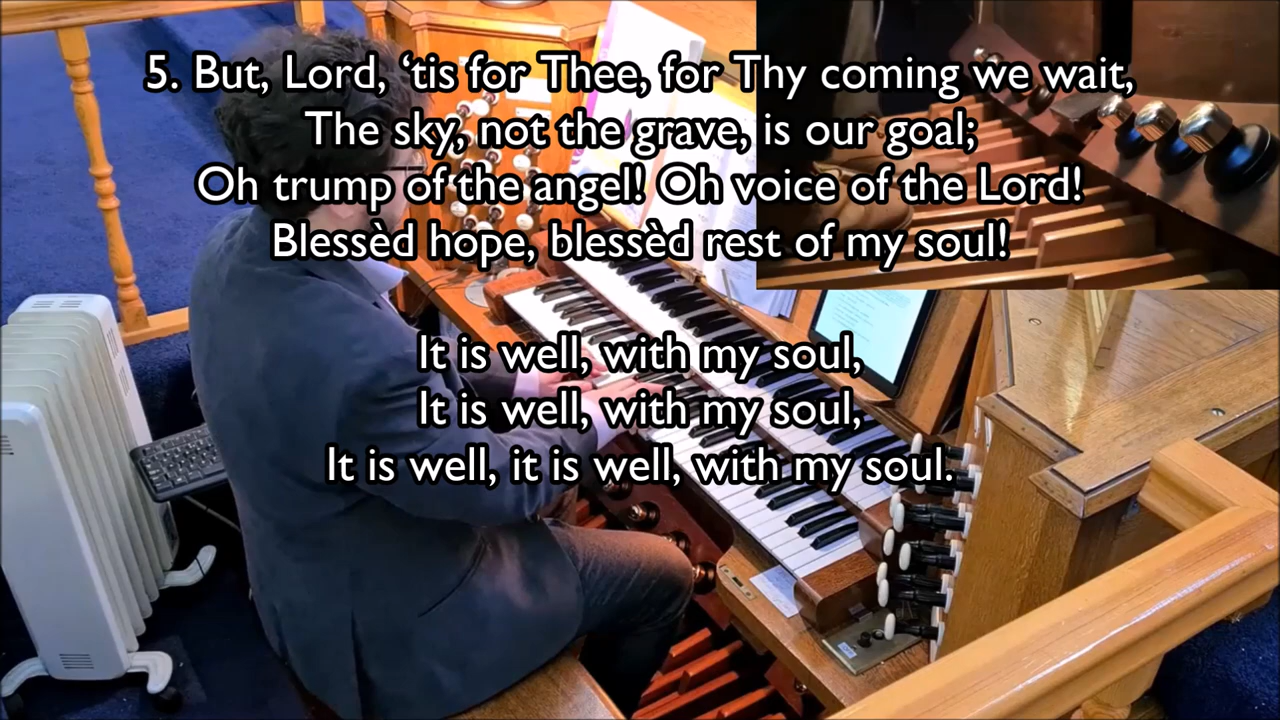 5. But, Lord, ‘tis for Thee, for Thy coming we wait,
The sky, not the grave, is our goal;
Oh trump of the angel! Oh voice of the Lord!
Blessèd hope, blessèd rest of my soul!
It is well, with my soul,
It is well, with my soul,
It is well, it is well, with my soul.